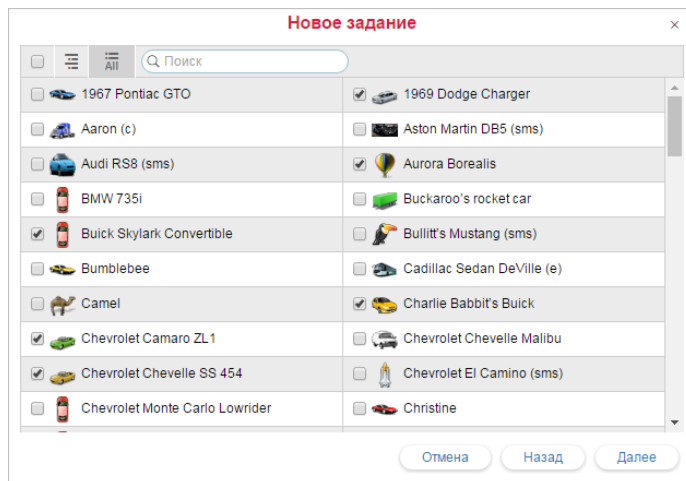 Новое задание
All
Поиск
1967 Pontiac GTO
1969 Dodge Charger
Aaron (c)
Aston Martin DB5 (sms)
Audi RS8 (sms)
Aurora Borealis
BMW 735i
Buckaroo's rocket car
Buick Skylark Convertible
Bullitt's Mustang (sms)
Bumblebee
Cadillac Sedan DeVille (e)
Camel
Charlie Babbit's Buick
Chevrolet Camaro ZL1
Chevrolet Chevelle Malibu
Chevrolet Chevelle SS 454
Chevrolet El Camino (sms)
Chevrolet Monte Carlo Lowrider
Christine
Отмена
Назад
Далее